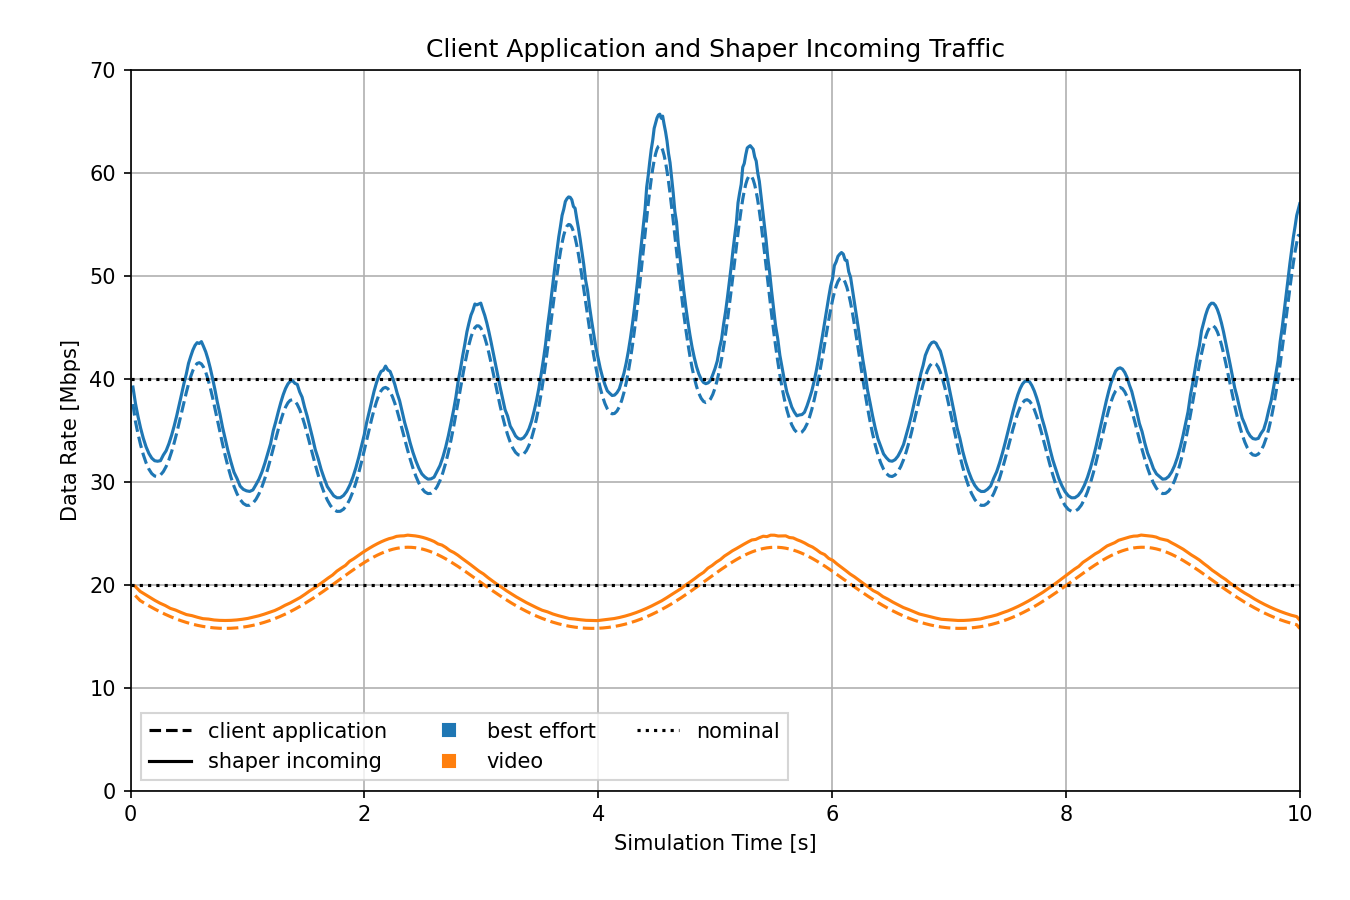 Client Application and Shaper Incoming Traffic
70
60
50
40
30
20
10
0
Data Rate [Mbps]
client application
shaper incoming
best effort
video
nominal
0 2 4 6 8 10
Simulation Time [s]